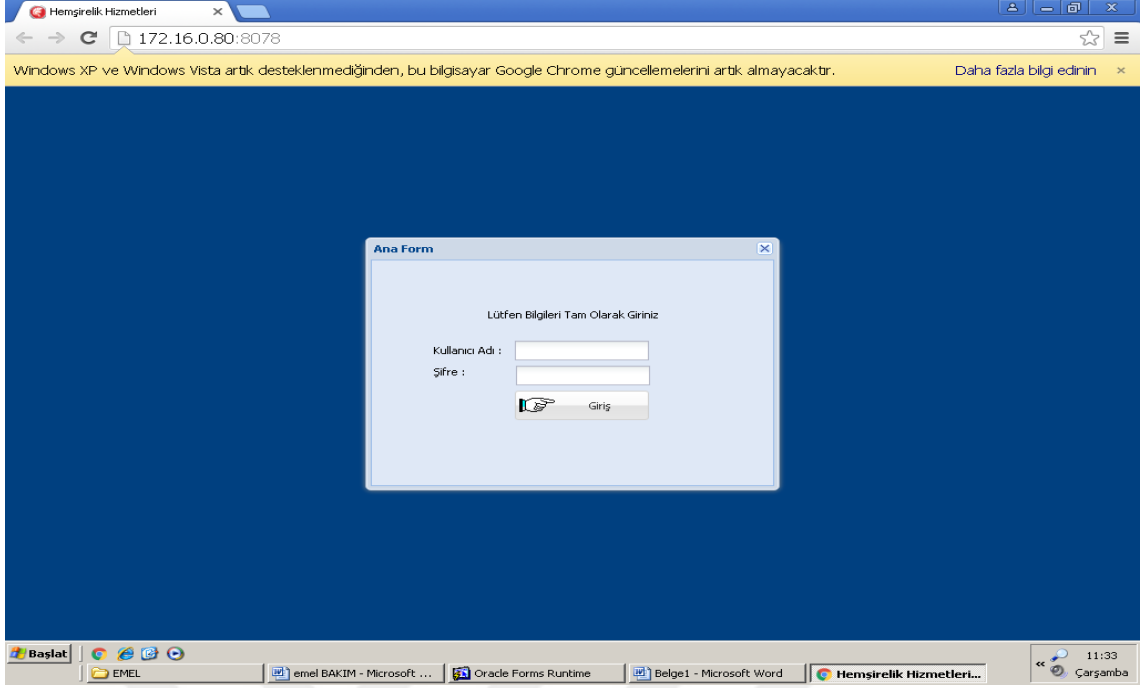 Hemşirelik Hizmetleri
172.16.0.80:8078
Windows XP ve Windows Vista artık desteklenmediğinden, bu bilgisayar Google Chrome güncellemelerini artık almayacaktır. Daha fazla bilgi edinin
Ana Form
Lütfen Bilgileri Tam Olarak Giriniz
Kullanıcı Adı :
Şifre :
Giriş
Başlat
11:33
EMEL
emel BAKIM - Microsoft ...
Oracle Forms Runtime
Belge1 - Microsoft Word
Hemşirelik Hizmetleri...
Çarşamba